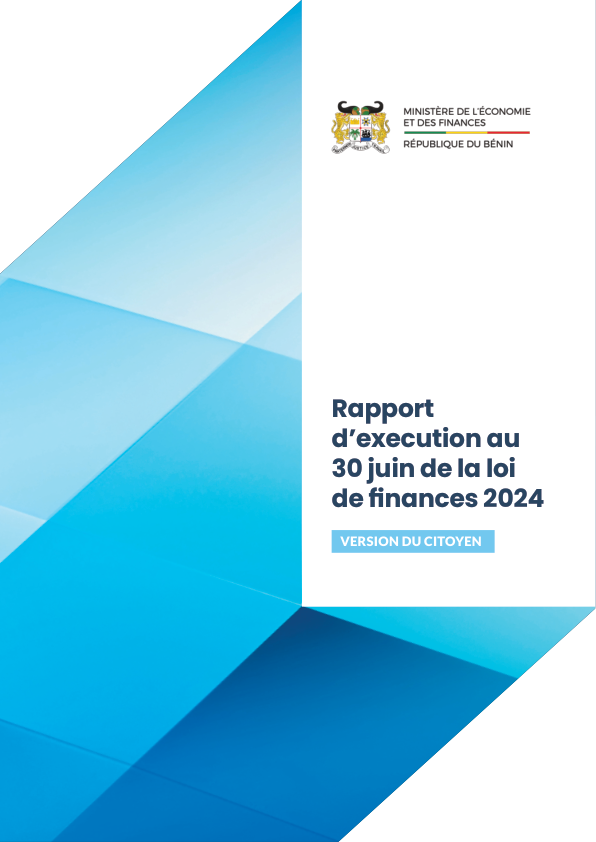 MINISTÈRE DE L'ÉCONOMIE
ET DES FINANCES
RÉPUBLIQUE DU BÉNIN
Rapport
d'execution au
30 juin de la loi
de finances 2024
VERSION DU CITOYEN